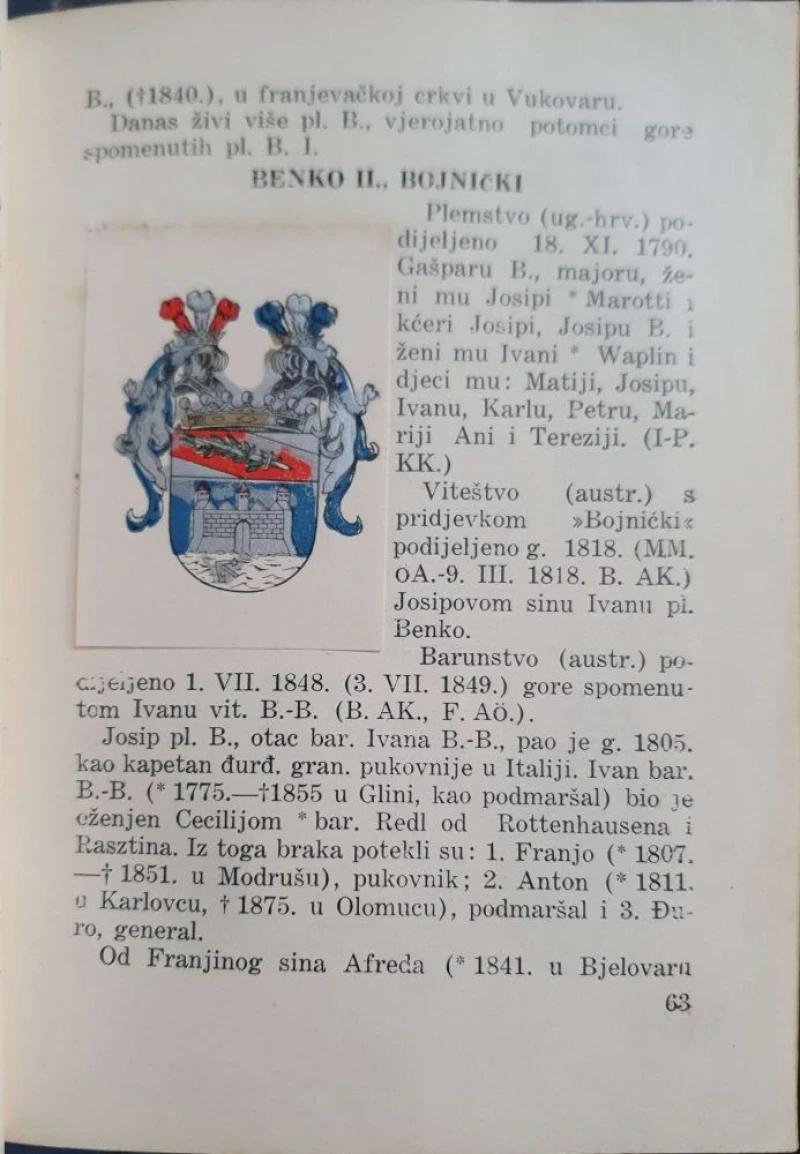 B., (†1840.), u franjevačkoj crkvi u Vukovaru.
Danas živi više pl. B., vjerojatno potomci gore
spomenutih pl. B. I.
BENKO II., BOJNIĆKI
Plemstvo (ug.-hrv.) po-
dijeljeno 18. XI. 1790.
Gašparu B., majoru, že-
ni mu Josipi * Marotti i
kćeri Josipi, Josipu B. i
ženi mu Ivani * Waplin i
djeci mu: Matiji, Josipu,
Ivanu, Karlu, Petru, Ma-
riji Ani i Tereziji. (I-P.
KK.)
Viteštvo (austr.) s
pridjevkom »Bojnićki«
podijeljeno g. 1818. (MM.
OA.-9. III. 1818. B. AK.)
Josipovom sinu Ivanu pl.
Benko.
Barunstvo (austr.) po-
dijeljeno 1. VII. 1848. (3. VII. 1849.) gore spomenu-
tom Ivanu vit. B.-B. (B. AK., F. AÖ.).
Josip pl. B., otac bar. Ivana B.-B., pao je g. 1805.
kao kapetan đurđ. gran. pukovnije u Italiji. Ivan bar.
B.-B. (* 1775.—†1855 u Glini, kao podmaršal) bio je
oženjen Cecilijom * bar. Redl od Rottenhausena i
Rasztina. Iz toga braka potekli su: 1. Franjo (* 1807.
—† 1851. u Modrušu), pukovnik; 2. Anton (* 1811.
u Karlovcu, † 1875. u Olomucu), podmaršal i 3. Đu-
ro, general.
Od Franjinog sina Afreda (* 1841. u Bjelovaru
63